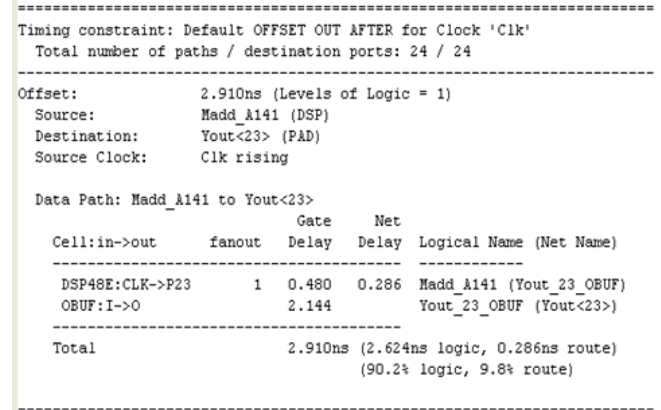 ================================================================================
Timing constraint: Default OFFSET OUT AFTER for Clock 'Clk'
Total number of paths / destination ports: 24 / 24
--------------------------------------------------------------------------------
Offset: 2.910ns (Levels of Logic = 1)
Source: Madd_A141 (DSP)
Destination: Yout<23> (PAD)
Source Clock: Clk rising
Data Path: Madd_A141 to Yout<23>
Gate Net
Cell:in->out fanout Delay Delay Logical Name (Net Name)
---------------------------------------- ------------
DSP48E:CLK->P23 1 0.480 0.286 Madd_A141 (Yout_23_OBUF)
OBUF:I->O 2.144 Yout_23_OBUF (Yout<23>)
----------------------------------------
Total 2.910ns (2.624ns logic, 0.286ns route)
(90.2% logic, 9.8% route)
--------------------------------------------------------------------------------